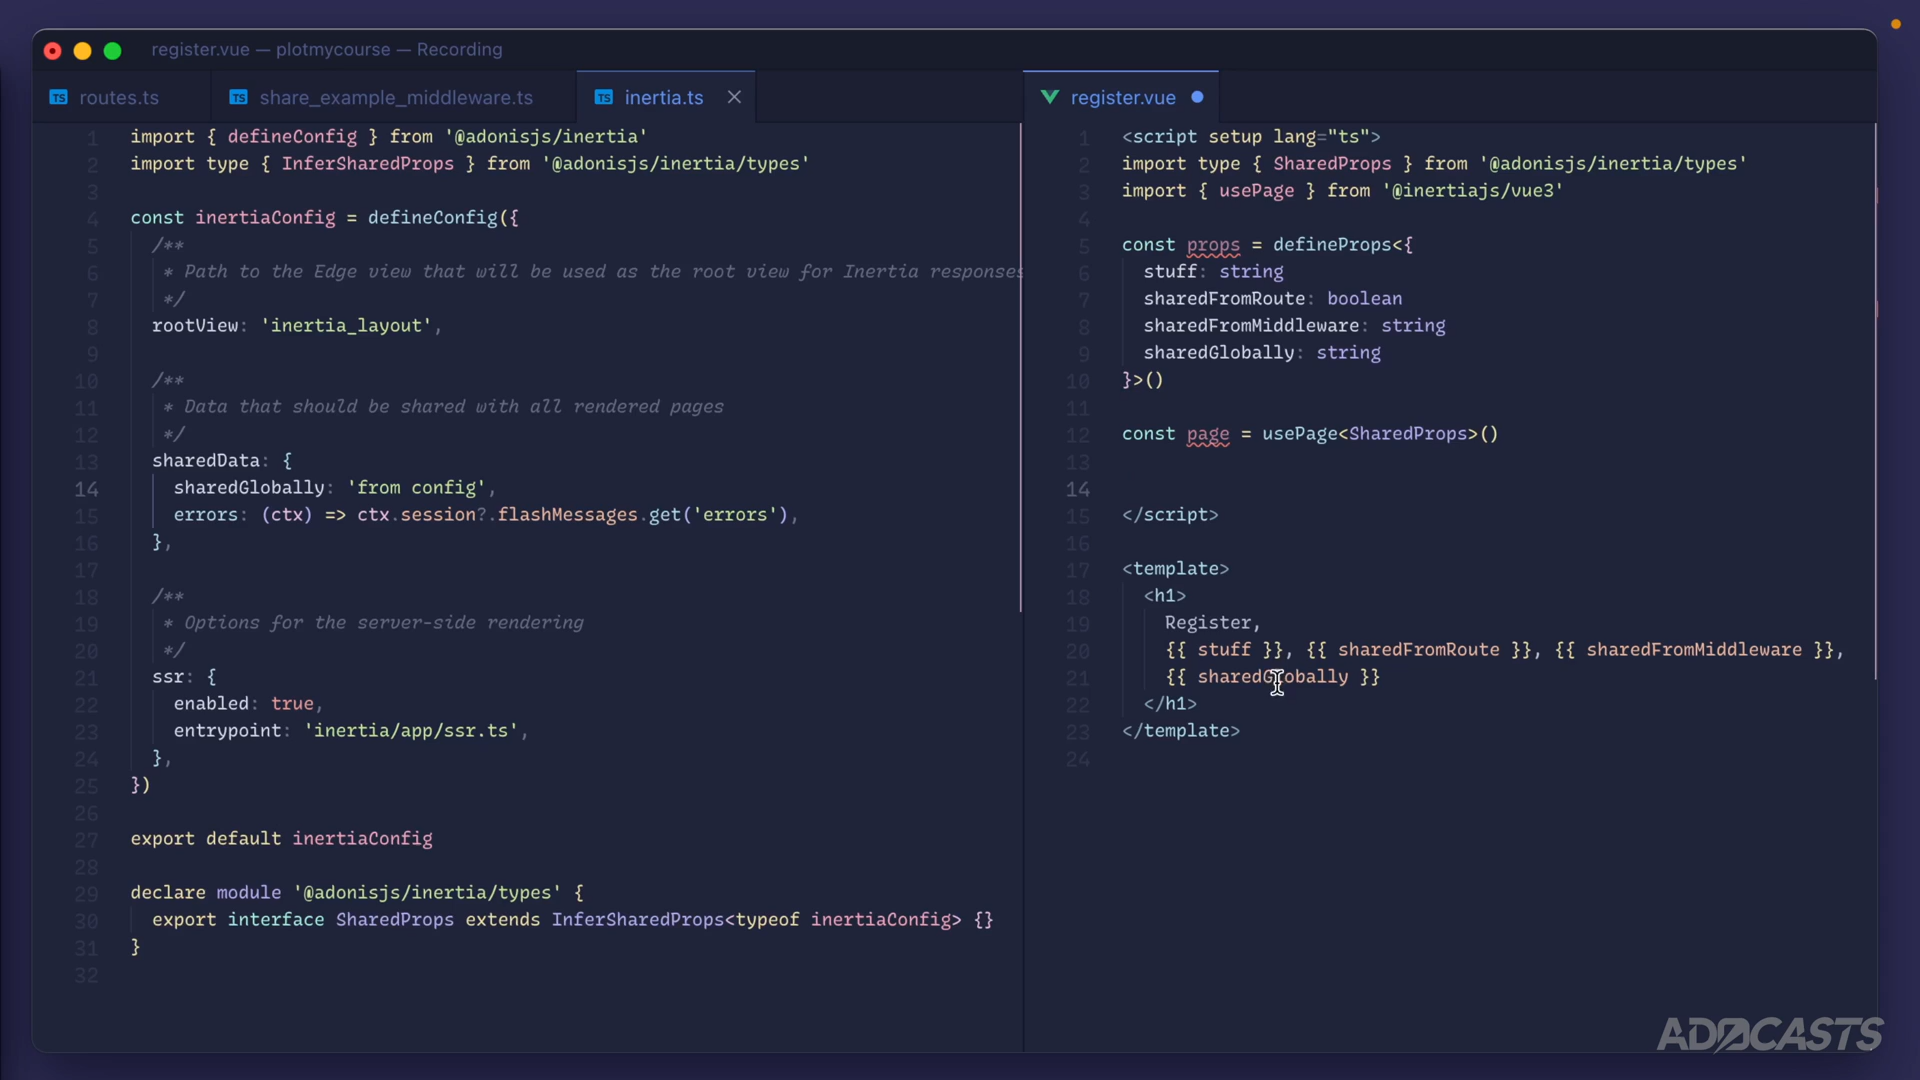 register.vue — plotmycourse — Recording
TS routes.ts
TS share_example_middleware.ts
TS inertia.ts
1 import { defineConfig } from '@adonisjs/inertia'
2 import type { InferSharedProps } from '@adonisjs/inertia/types'
3
4 const inertiaConfig = defineConfig({
5 /**
6 * Path to the Edge view that will be used as the root view for Inertia responses
7 */
8 rootView: 'inertia_layout',
9
10 /**
11 * Data that should be shared with all rendered pages
12 */
13 sharedData: {
14 sharedGlobally: 'from config',
15 errors: (ctx) => ctx.session?.flashMessages.get('errors'),
16 },
17
18 /**
19 * Options for the server-side rendering
20 */
21 ssr: {
22 enabled: true,
23 entrypoint: 'inertia/app/ssr.ts',
24 },
25 })
26
27 export default inertiaConfig
28
29 declare module '@adonisjs/inertia/types' {
30 export interface SharedProps extends InferSharedProps<typeof inertiaConfig> {}
31 }
32
register.vue
1 <script setup lang="ts">
2 import type { SharedProps } from '@adonisjs/inertia/types'
3 import { usePage } from '@inertiajs/vue3'
4
5 const props = defineProps<{
6 stuff: string
7 sharedFromRoute: boolean
8 sharedFromMiddleware: string
9 sharedGlobally: string
10 }>()
11
12 const page = usePage<SharedProps>()
13
14
15 </script>
16
17 <template>
18 <h1>
19 Register,
20 {{ stuff }}, {{ sharedFromRoute }}, {{ sharedFromMiddleware }},
21 {{ sharedGlobally }}
22 </h1>
23 </template>
24
ADOCASTS